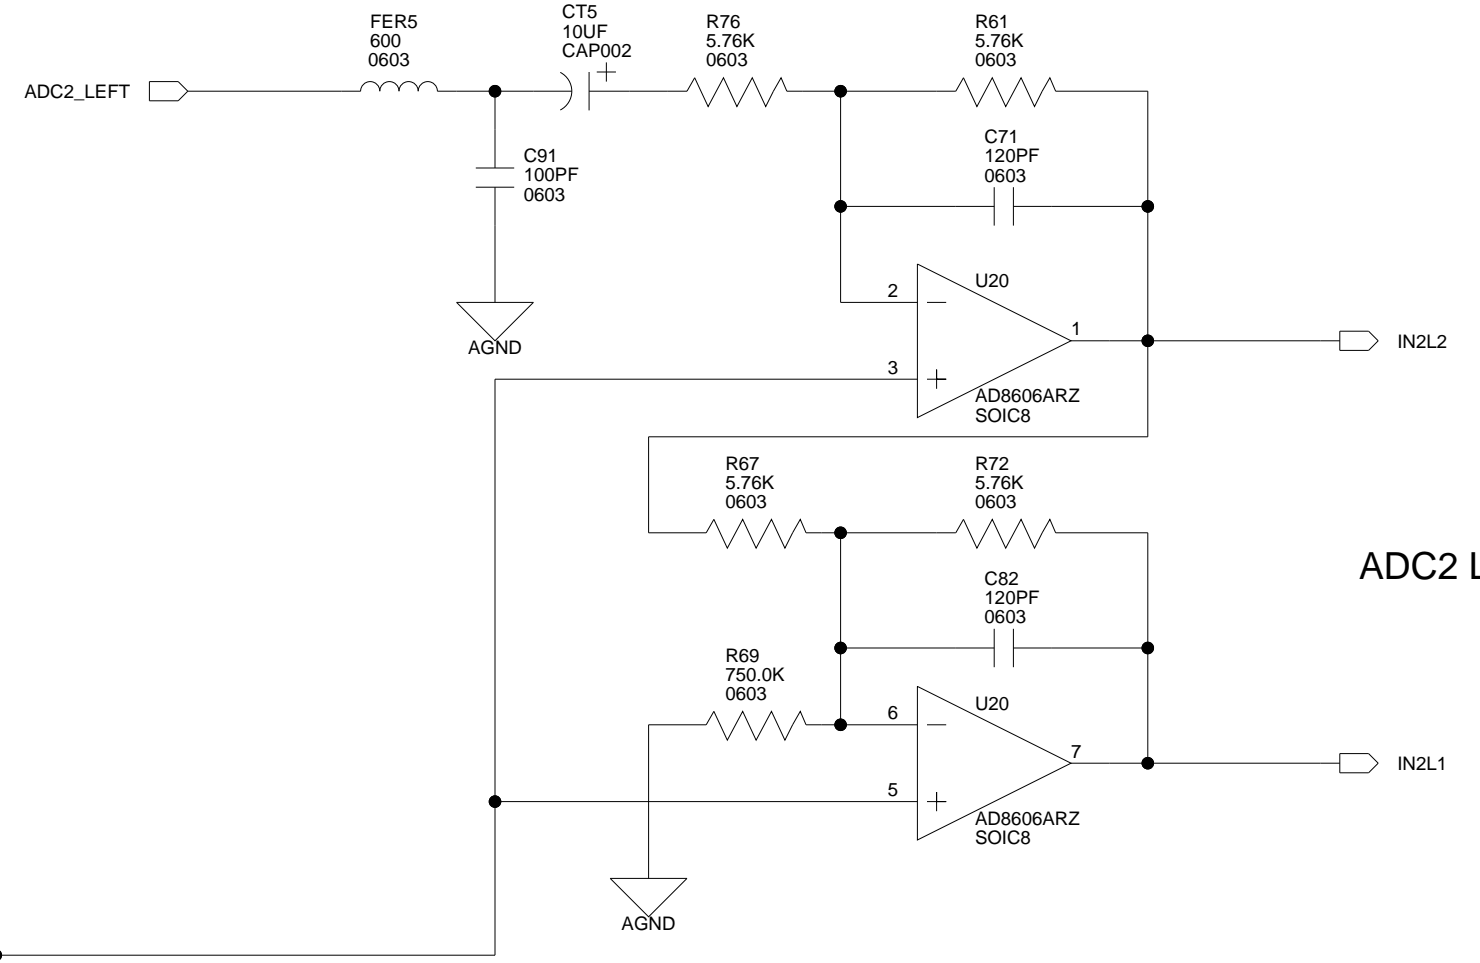 FER5
600
0603
CT5
10UF
CAP002
+
R76
5.76K
0603
R61
5.76K
0603
ADC2_LEFT
C91
100PF
0603
C71
120PF
0603
AGND
U20
2
1
3
AD8606ARZ
SOIC8
IN2L2
R67
5.76K
0603
R72
5.76K
0603
ADC2 L
C82
120PF
0603
R69
750.0K
0603
U20
6
7
5
AD8606ARZ
SOIC8
IN2L1
AGND